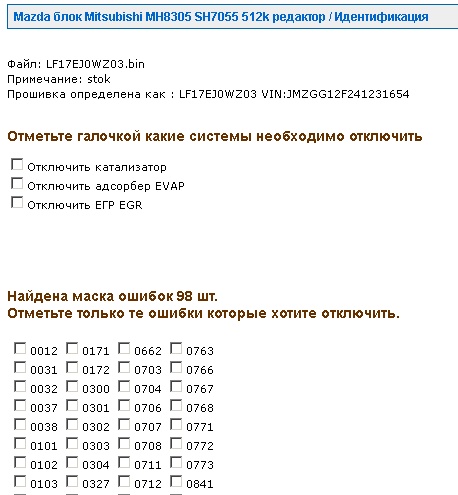 Mazda блок Mitsubishi MH8305 SH7055 512k редактор / Идентификация
Файл: LF17EJ0WZ03.bin
Примечание: stok
Прошивка определена как : LF17EJ0WZ03 VIN:JMZGG12F241231654
Отметьте галочкой какие системы необходимо отключить
Отключить катализатор
Отключить адсорбер EVAP
Отключить ЕГР EGR
Найдена маска ошибок 98 шт.
Отметьте только те ошибки которые хотите отключить.
0012 0171 0662 0763
0031 0172 0703 0766
0032 0300 0704 0767
0037 0301 0706 0768
0038 0302 0707 0771
0101 0303 0708 0772
0102 0304 0711 0773
0103 0327 0712 0841